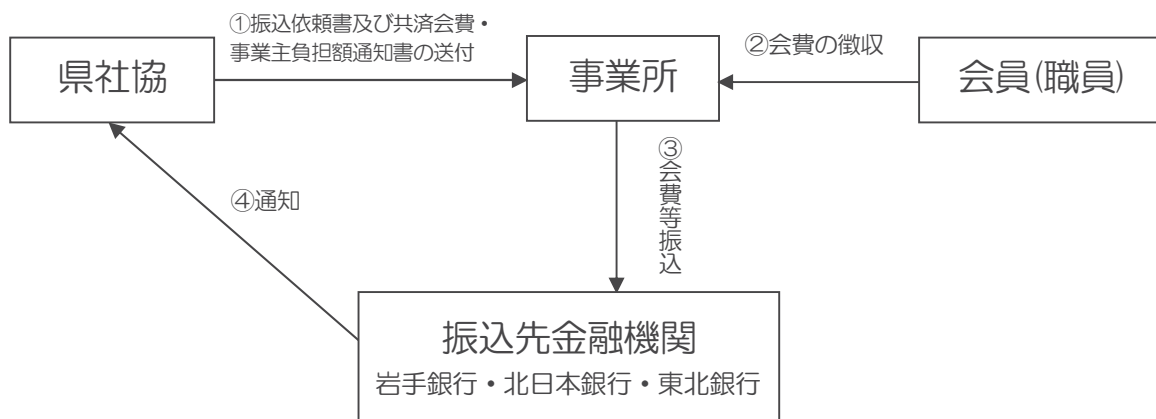 ①振込依頼書及び共済会費・
事業主負担額通知書の送付
②会費の徴収
県社協
事業所
会員(職員)
③会費等振込
④通知
振込先金融機関
岩手銀行・北日本銀行・東北銀行